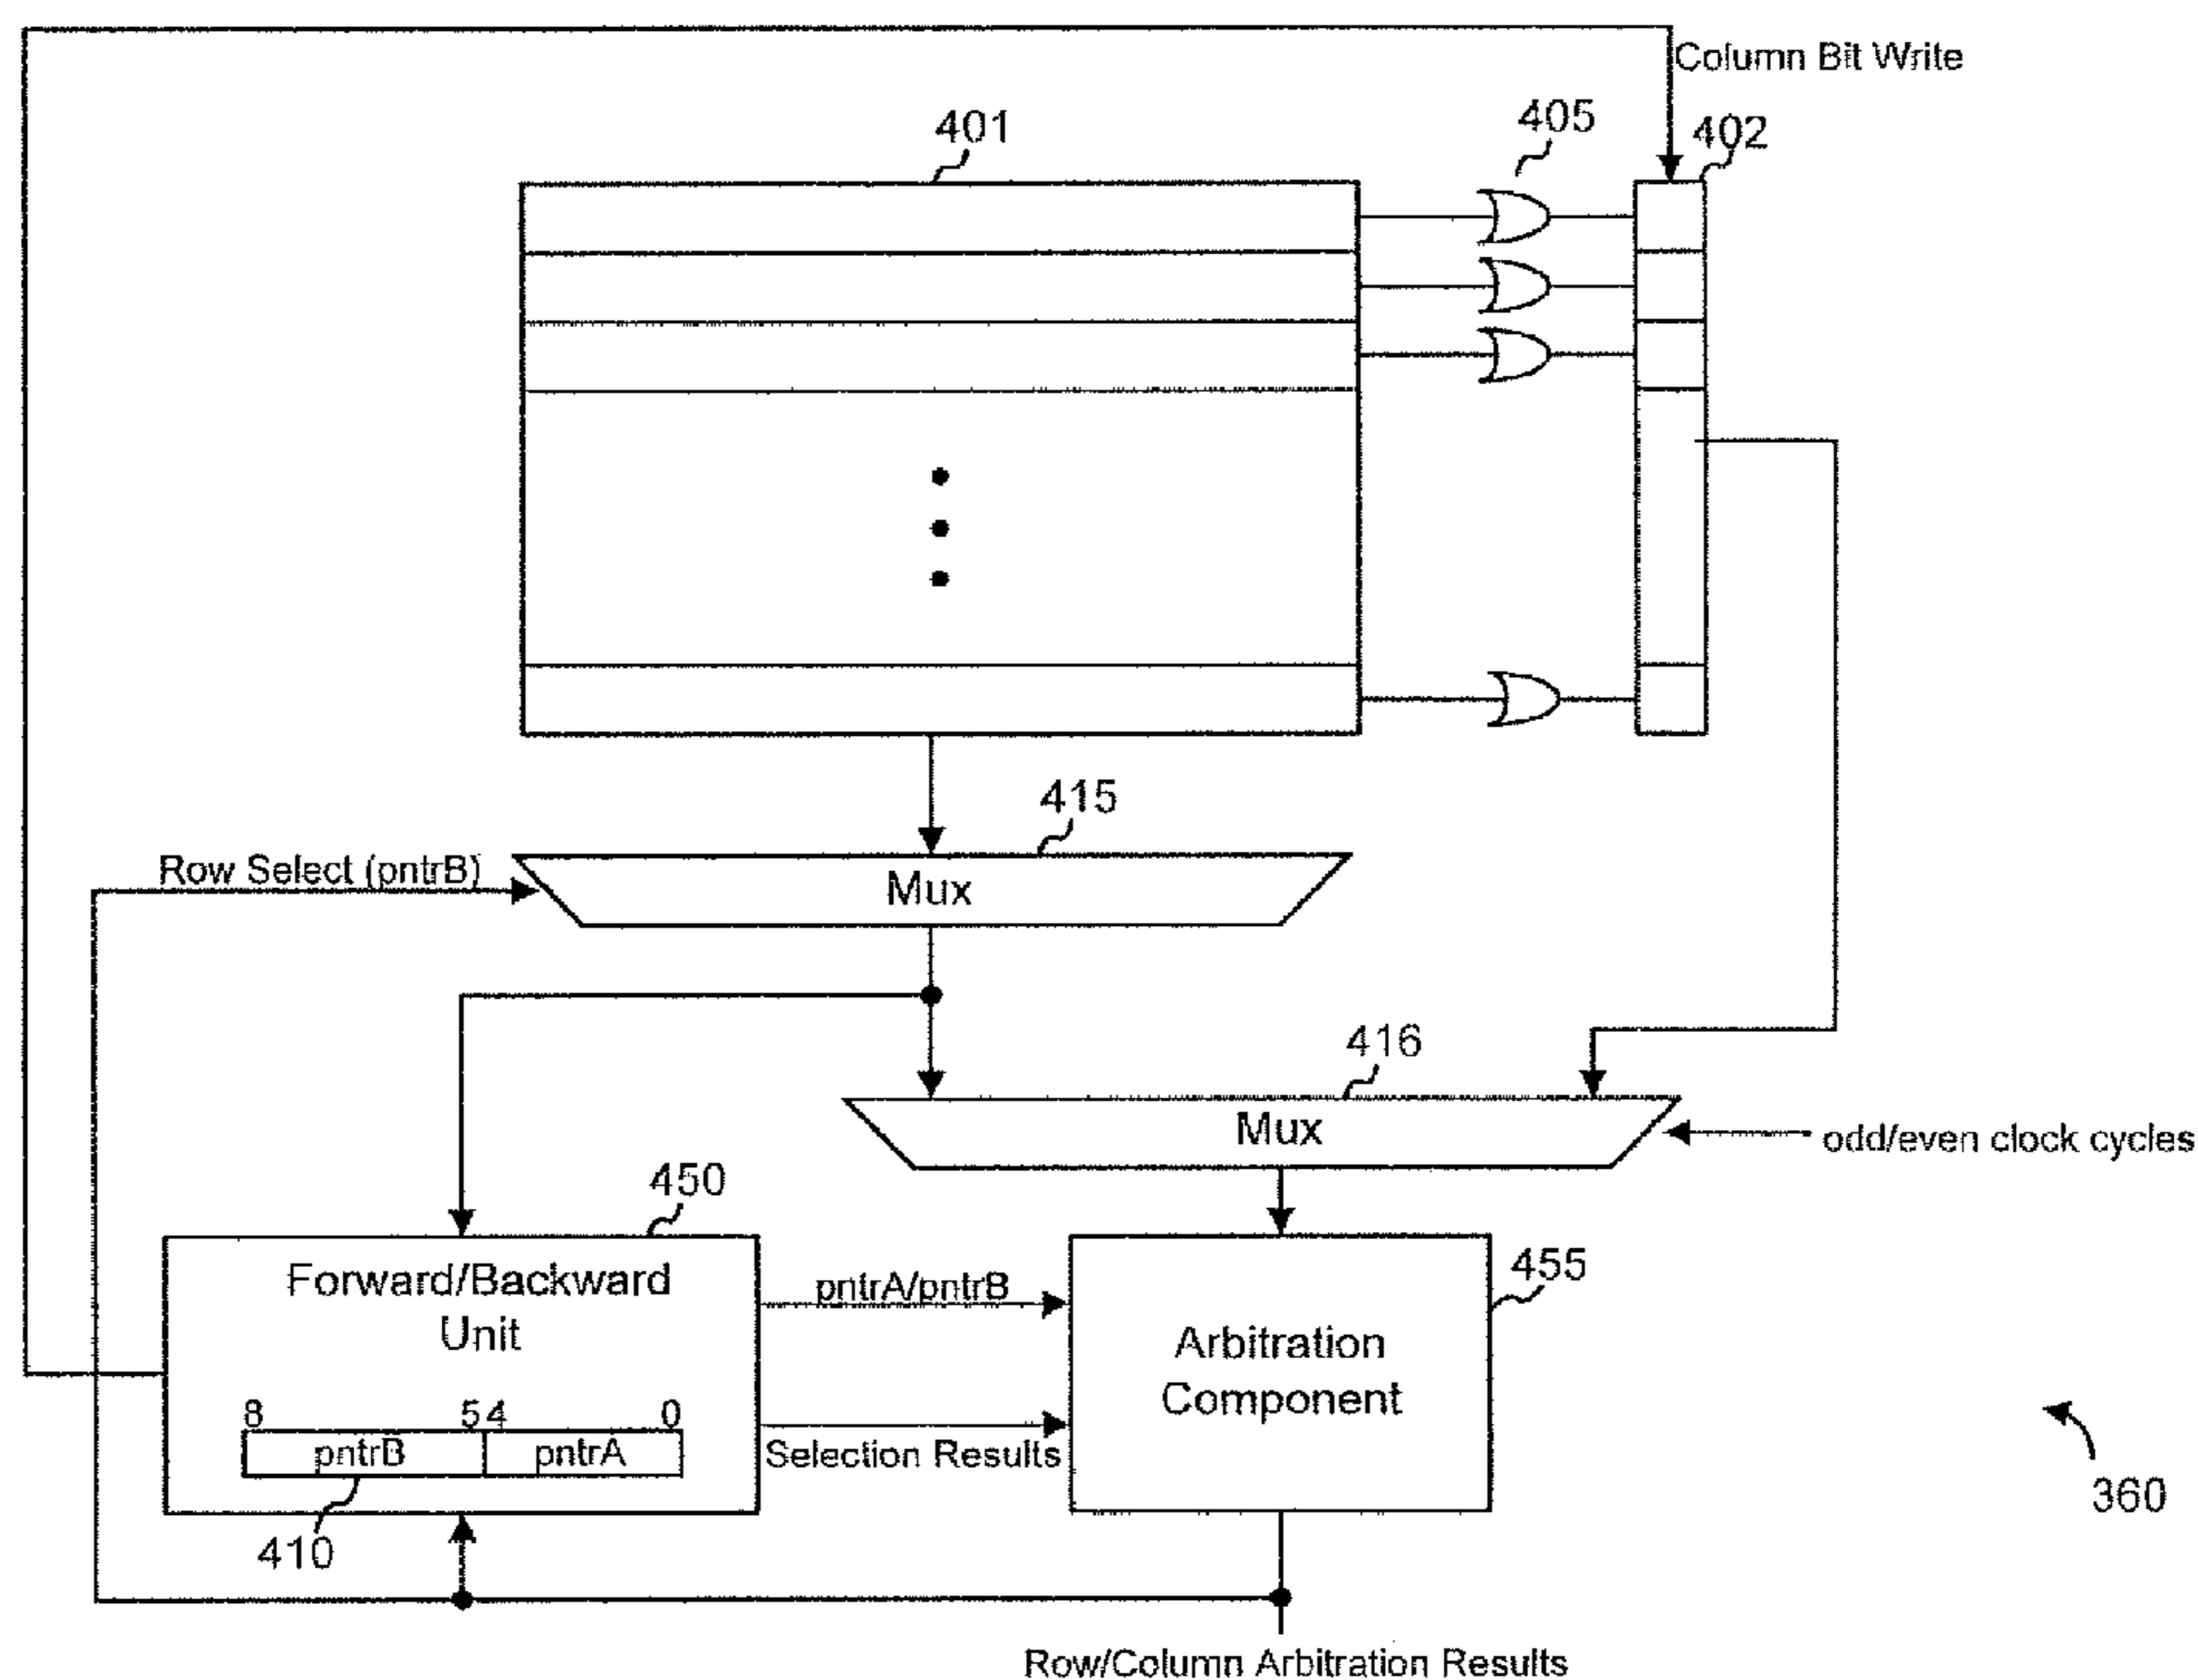 Column Bit Write
401
405
402
415
Row Select (pntrB)
Mux
416
Mux
odd/even clock cycles
450
Forward/Backward
Unit
pntrA/pntrB
455
Arbitration
Component
8 5 4 0
pntrB pntrA
Selection Results
410
360
Row/Column Arbitration Results